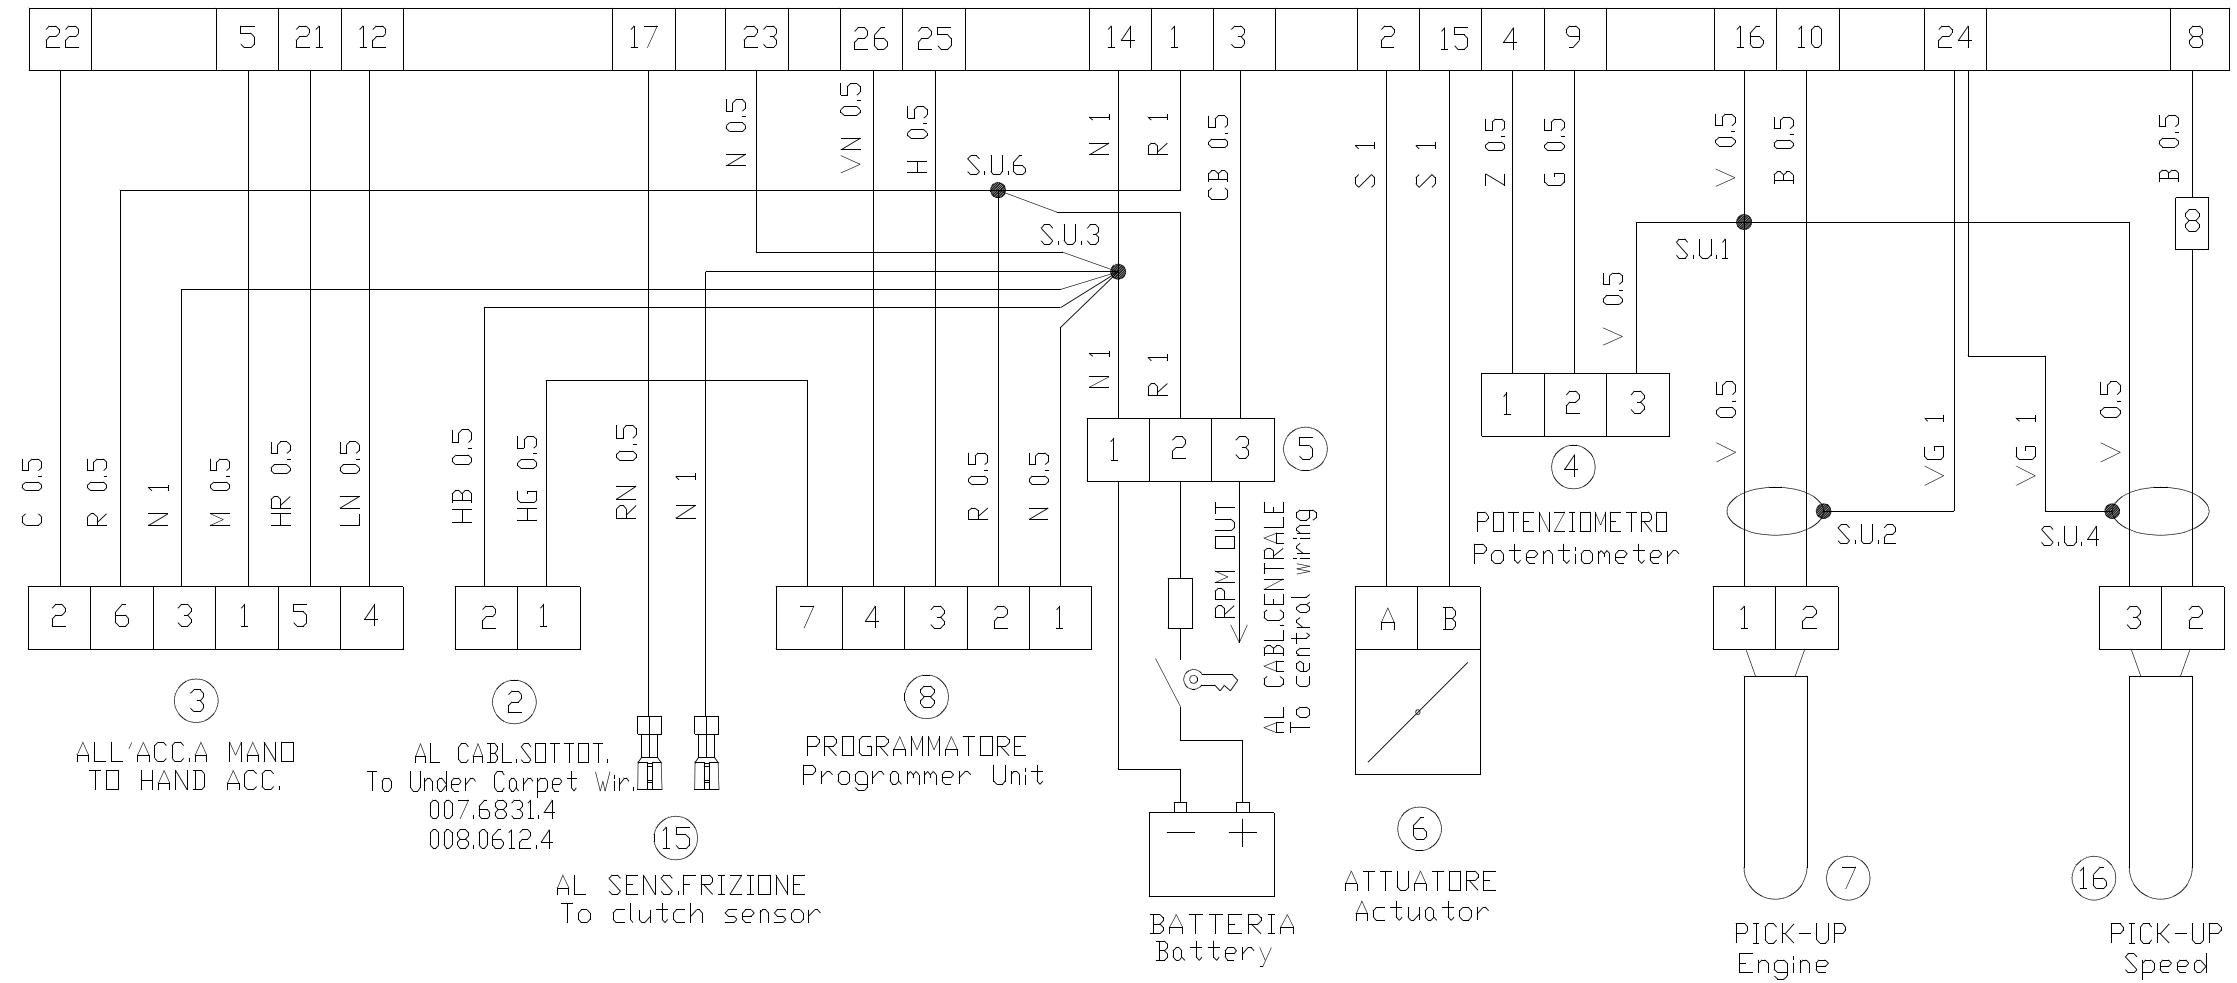 22 5 21 12 17 23 26 25 14 1 3 2 15 4 9 16 10 24 8
N 0.5
VN 0.5
H 0.5
N 1
R 1
CB 0.5
S 1
S 1
Z 0.5
G 0.5
V 0.5
B 0.5
B 0.5
S.U.6
S.U.3
S.U.1
8
V 0.5
N 1
R 1
C 0.5
R 0.5
N 1
M 0.5
HR 0.5
LN 0.5
HB 0.5
HG 0.5
RN 0.5
N 1
R 0.5
N 0.5
V 0.5
VG 1
VG 1
V 0.5
1 2 3
5
1 2 3
4
POTENZIOMETRO
Potentiometer
S.U.2
S.U.4
RPM OUT
AL CABL.CENTRALE
To central wiring
2 6 3 1 5 4
2 1
7 4 3 2 1
A B
1 2
3 2
3
ALL'ACC.A MANO
TO HAND ACC.
2
AL CABL.SOTTOT.
To Under Carpet Wir.
007.6831.4
008.0612.4
15
AL SENS.FRIZIONE
To clutch sensor
8
PROGRAMMATORE
Programmer Unit
− +
BATTERIA
Battery
6
ATTUATORE
Actuator
7
PICK-UP
Engine
16
PICK-UP
Speed